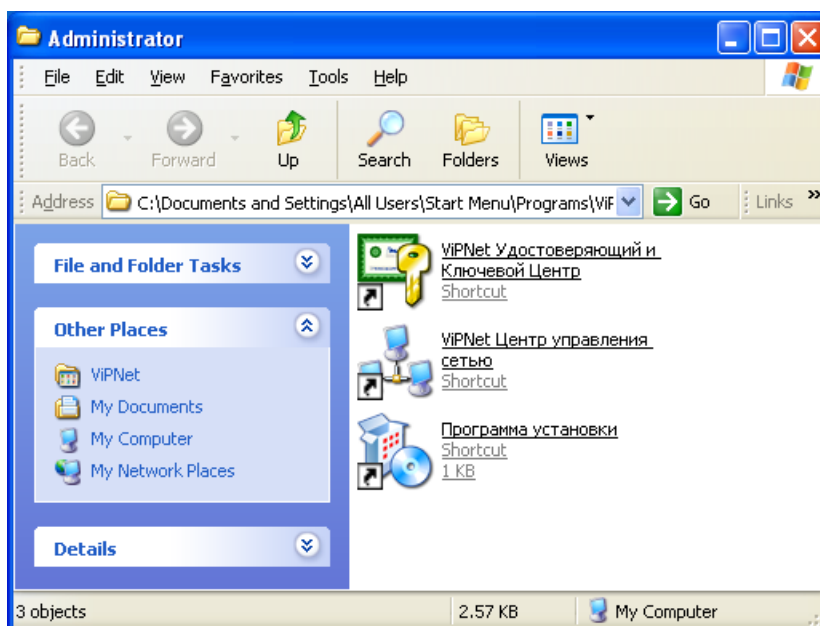 Administrator
File Edit View Favorites Tools Help
Back Forward Up Search Folders Views
Address C:\Documents and Settings\All Users\Start Menu\Programs\ViP Go Links »
File and Folder Tasks
Other Places
ViPNet
My Documents
My Computer
My Network Places
Details
ViPNet Удостоверяющий и
Ключевой Центр
Shortcut
ViPNet Центр управления
сетью
Shortcut
Программа установки
Shortcut
1 KB
3 objects 2.57 KB My Computer